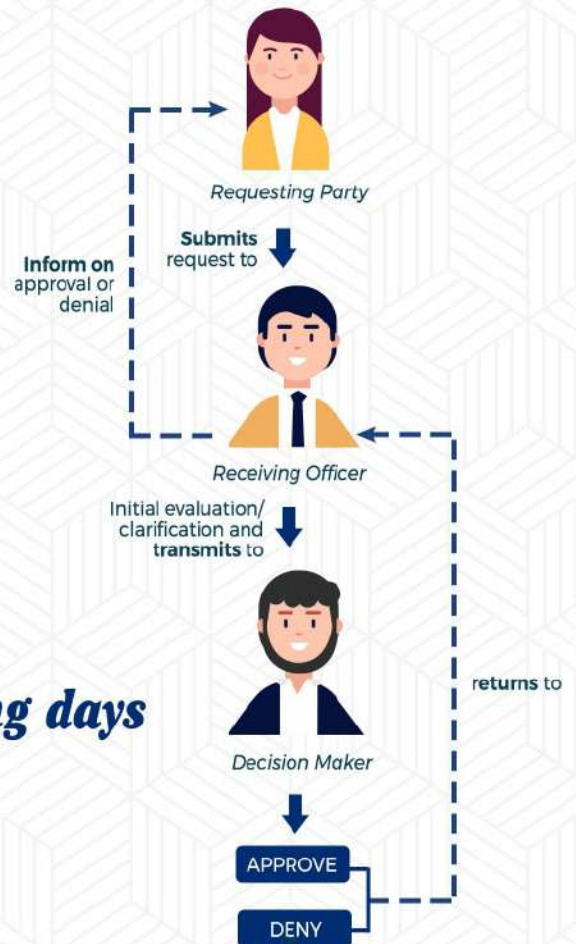 Requesting Party
Submits
request to
Inform on
approval or
denial
Receiving Officer
Initial evaluation/
clarification and
transmits to
returns to
days
Decision Maker
APPROVE
DENY